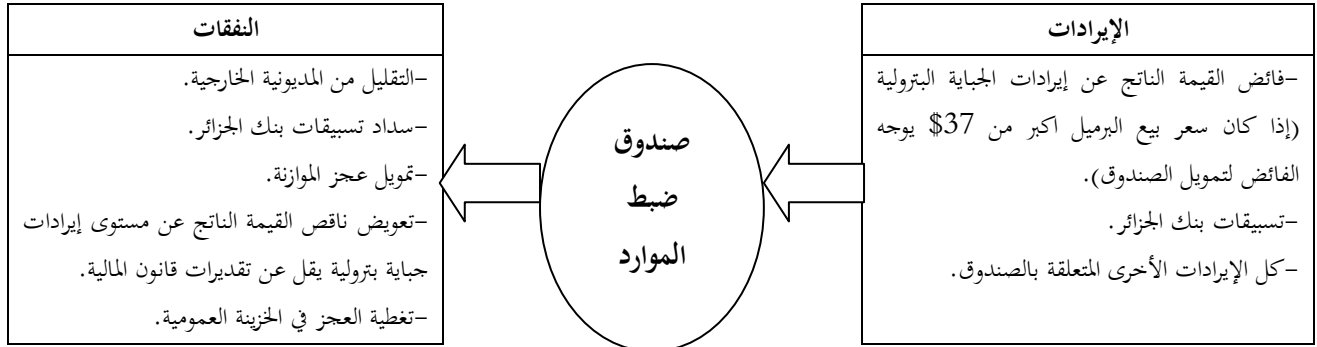 الإيرادات
–فائض القيمة الناتج عن إيرادات الجباية البترولية
(إذا كان سعر بيع البرميل اكبر من 37$ يوجه
الفائض لتمويل الصندوق).
–تسبيقات بنك الجزائر.
–كل الإيرادات الأخرى المتعلقة بالصندوق.
صندوق
ضبط
الموارد
النفقات
–التقليل من المديونية الخارجية.
–سداد تسبيقات بنك الجزائر.
–تمويل عجز الموازنة.
–تعويض ناقص القيمة الناتج عن مستوى إيرادات
جباية بترولية يقل عن تقديرات قانون المالية.
–تغطية العجز في الخزينة العمومية.